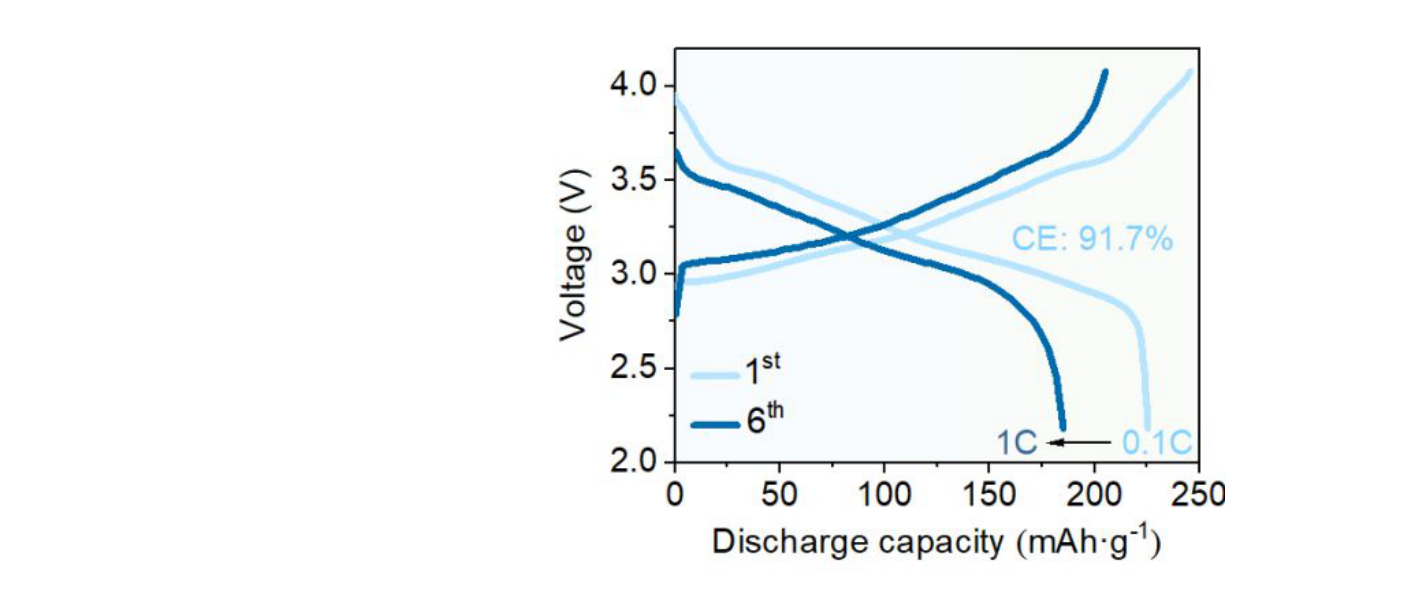 4.0
3.5
3.0
2.5
2.0
Voltage (V)
CE: 91.7%
1st
6th
1C
0.1C
0 50 100 150 200 250
Discharge capacity (mAh·g-1)